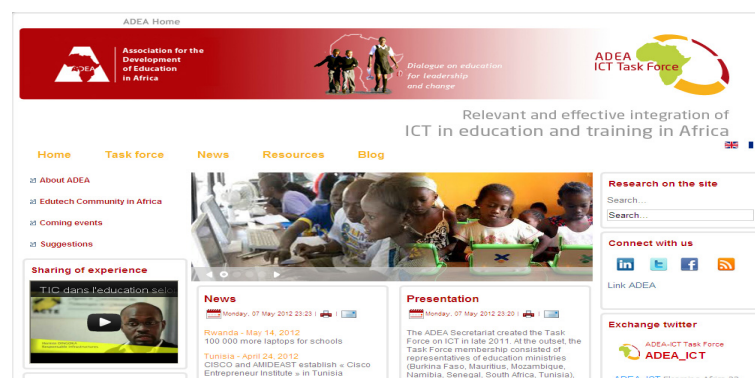 ADEA Home
Association for the
Development
of Education
in Africa
ADEA
Dialogue on education
for leadership
and change
ADEA
ICT Task Force
Relevant and effective integration of
ICT in education and training in Africa
Home Task force News Resources Blog
About ADEA
Edutech Community in Africa
Coming events
Suggestions
Sharing of experience
TIC dans l'education selo
ACTE
News
Monday, 07 May 2012 23:23 | |
Rwanda - May 14, 2012
100 000 more laptops for schools
Tunisia - April 24, 2012
CISCO and AMIDEAST establish « Cisco
Entrepreneur Institute » in Tunisia
Presentation
Monday, 07 May 2012 23:20 | |
The ADEA Secretariat created the Task
Force on ICT in late 2011. At the outset, the
Task Force membership consisted of
representatives of education ministries
(Burkina Faso, Mauritius, Mozambique,
Namibia, Senegal, South Africa, Tunisia),
Research on the site
Search...
Search...
Connect with us
Link ADEA
Exchange twitter
ADEA-ICT Task Force
ADEA_ICT